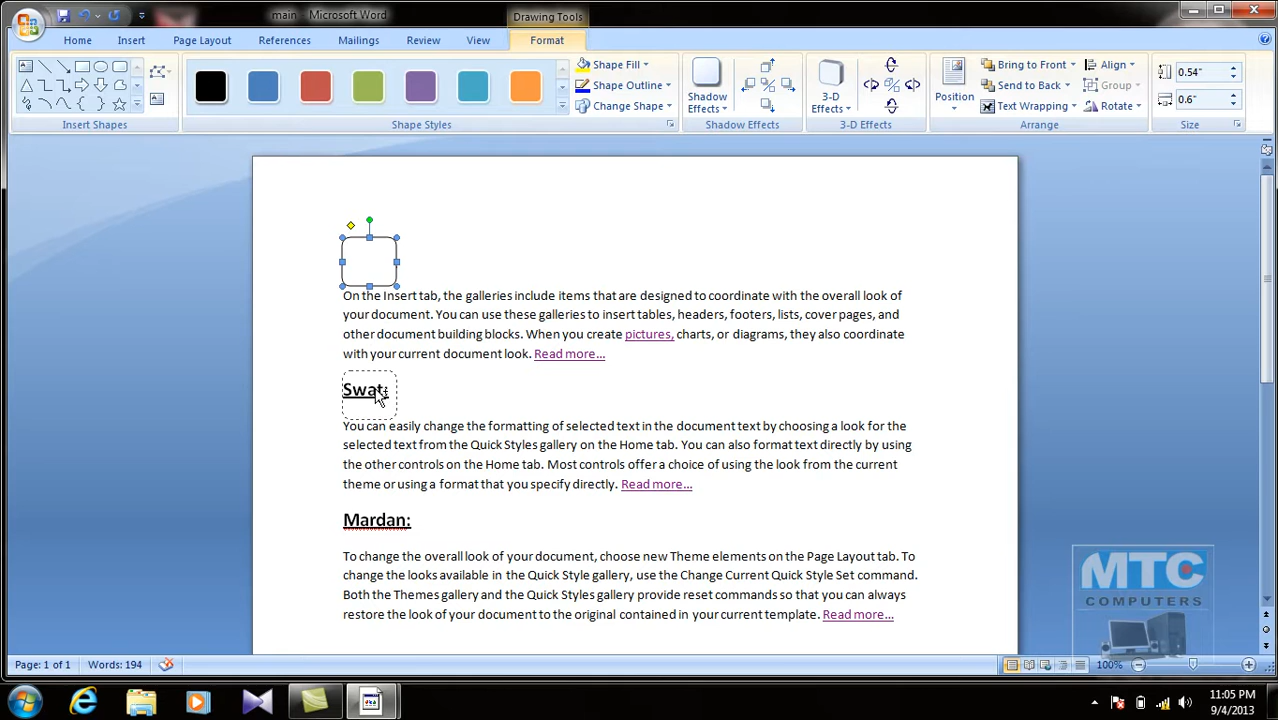 main - Microsoft Word
Drawing Tools
Home
Insert
Page Layout
References
Mailings
Review
View
Format
Shape Fill
Shape Outline
Change Shape
Shadow
Effects
3-D
Effects
Position
Bring to Front
Send to Back
Text Wrapping
Align
Group
Rotate
0.54"
0.6"
Insert Shapes
Shape Styles
Shadow Effects
3-D Effects
Arrange
Size
On the Insert tab, the galleries include items that are designed to coordinate with the overall look of
your document. You can use these galleries to insert tables, headers, footers, lists, cover pages, and
other document building blocks. When you create pictures, charts, or diagrams, they also coordinate
with your current document look. Read more...
Swat:
You can easily change the formatting of selected text in the document text by choosing a look for the
selected text from the Quick Styles gallery on the Home tab. You can also format text directly by using
the other controls on the Home tab. Most controls offer a choice of using the look from the current
theme or using a format that you specify directly. Read more...
Mardan:
To change the overall look of your document, choose new Theme elements on the Page Layout tab. To
change the looks available in the Quick Style gallery, use the Change Current Quick Style Set command.
Both the Themes gallery and the Quick Styles gallery provide reset commands so that you can always
restore the look of your document to the original contained in your current template. Read more...
MTC
COMPUTERS
Page: 1 of 1
Words: 194
100%
11:05 PM
9/4/2013